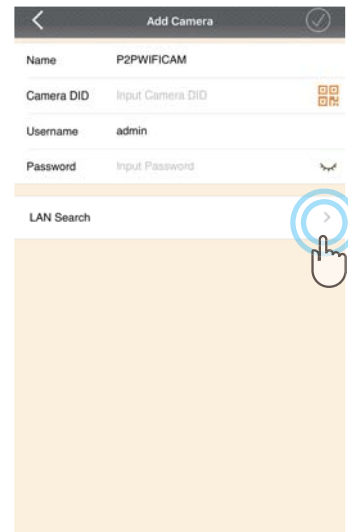 Add Camera
Name P2PWIFICAM
Camera DID Input Camera DID
Username admin
Password Input Password
LAN Search